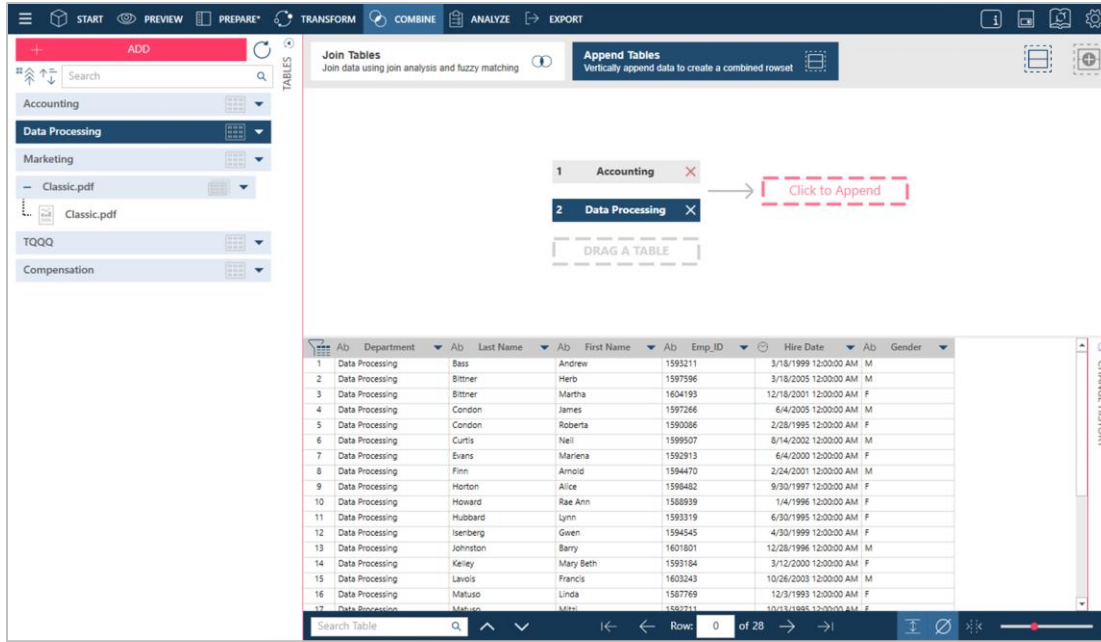 START PREVIEW PREPARE* TRANSFORM COMBINE ANALYZE EXPORT
+ ADD
TABLES
Search
Accounting
Data Processing
Marketing
Classic.pdf
Classic.pdf
TQQQ
Compensation
Join Tables
Join data using join analysis and fuzzy matching
Append Tables
Vertically append data to create a combined rowset
1 Accounting
2 Data Processing
DRAG A TABLE
Click to Append
Ab Department Ab Last Name Ab First Name Ab Emp_ID Hire Date Ab Gender
1 Data Processing Bass Andrew 1593211 3/18/1999 12:00:00 AM M
2 Data Processing Bittner Herb 1597596 3/18/2005 12:00:00 AM M
3 Data Processing Bittner Martha 1604193 12/18/2001 12:00:00 AM F
4 Data Processing Condon James 1597266 6/4/2005 12:00:00 AM M
5 Data Processing Condon Roberta 1590086 2/28/1995 12:00:00 AM F
6 Data Processing Curtis Neil 1599507 8/14/2002 12:00:00 AM M
7 Data Processing Evans Marlena 1592913 6/4/2000 12:00:00 AM F
8 Data Processing Finn Arnold 1594470 2/24/2001 12:00:00 AM M
9 Data Processing Horton Alice 1598482 9/30/1997 12:00:00 AM F
10 Data Processing Howard Rae Ann 1588939 1/4/1996 12:00:00 AM F
11 Data Processing Hubbard Lynn 1593319 6/30/1995 12:00:00 AM F
12 Data Processing Isenberg Gwen 1594545 4/30/1999 12:00:00 AM F
13 Data Processing Johnston Barry 1601801 12/28/1996 12:00:00 AM M
14 Data Processing Kelley Mary Beth 1593184 3/12/2000 12:00:00 AM F
15 Data Processing Lavois Francis 1603243 10/26/2003 12:00:00 AM M
16 Data Processing Matuso Linda 1587769 12/3/1993 12:00:00 AM F
17 Data Processing Matuso Mitzi 1592711 10/13/1995 12:00:00 AM F
Search Table Row: 0 of 28